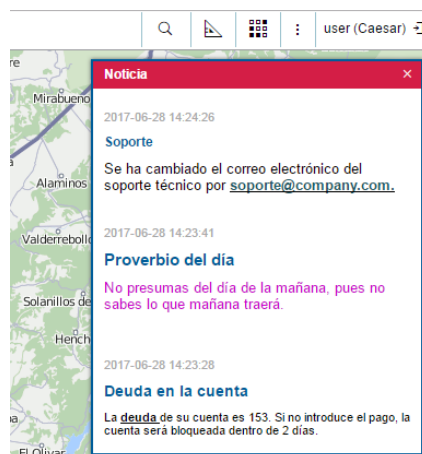 user (Caesar)
re
Noticia ×
Mirabueno
2017-06-28 14:24:26
Soporte
Se ha cambiado el correo electrónico del
soporte técnico por soporte@company.com.
Alaminos
2017-06-28 14:23:41
Valderrebollo
Proverbio del día
No presumas del día de la mañana, pues no
sabes lo que mañana traerá.
Solanillos de
Hench
2017-06-28 14:23:28
Deuda en la cuenta
La deuda de su cuenta es 153. Si no introduce el pago, la
cuenta será bloqueada dentro de 2 días.
El Olivar